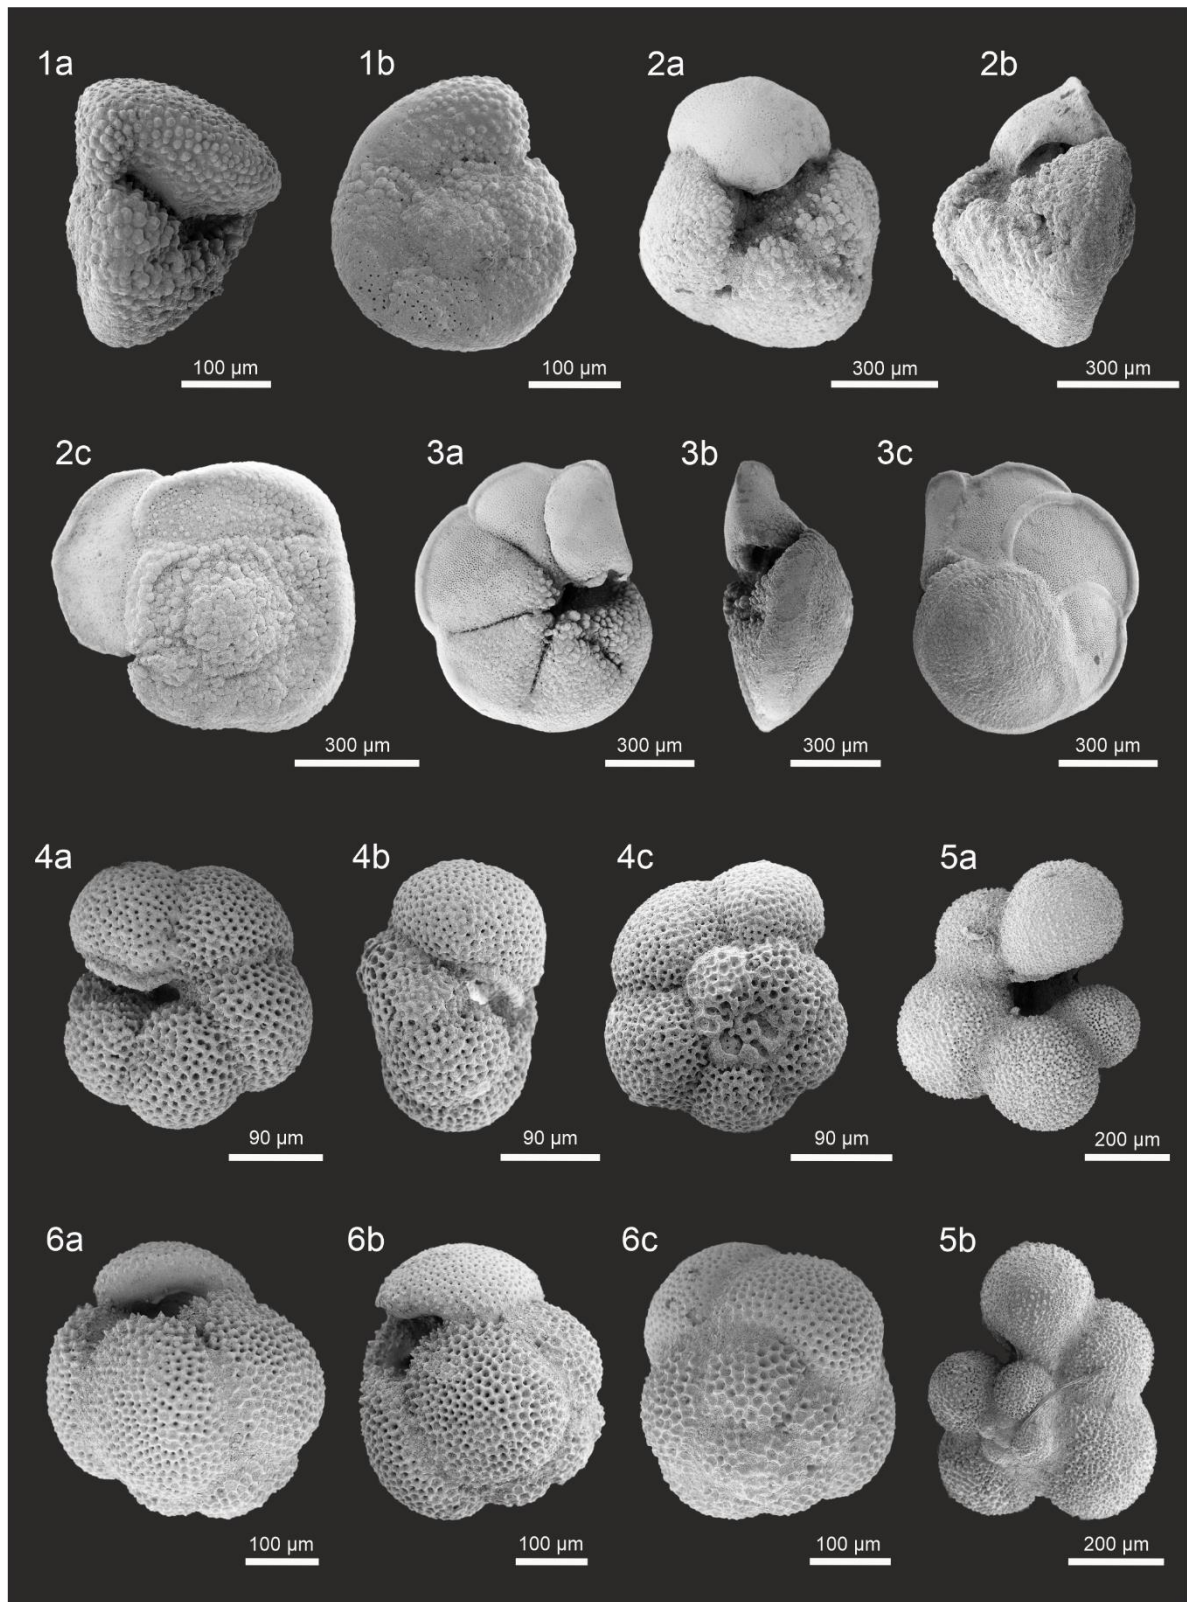 1a 1b 2a 2b
100 µm 100 µm 300 µm 300 µm
2c 3a 3b 3c
300 µm 300 µm 300 µm 300 µm
4a 4b 4c 5a
90 µm 90 µm 90 µm 200 µm
6a 6b 6c 5b
100 µm 100 µm 100 µm 200 µm